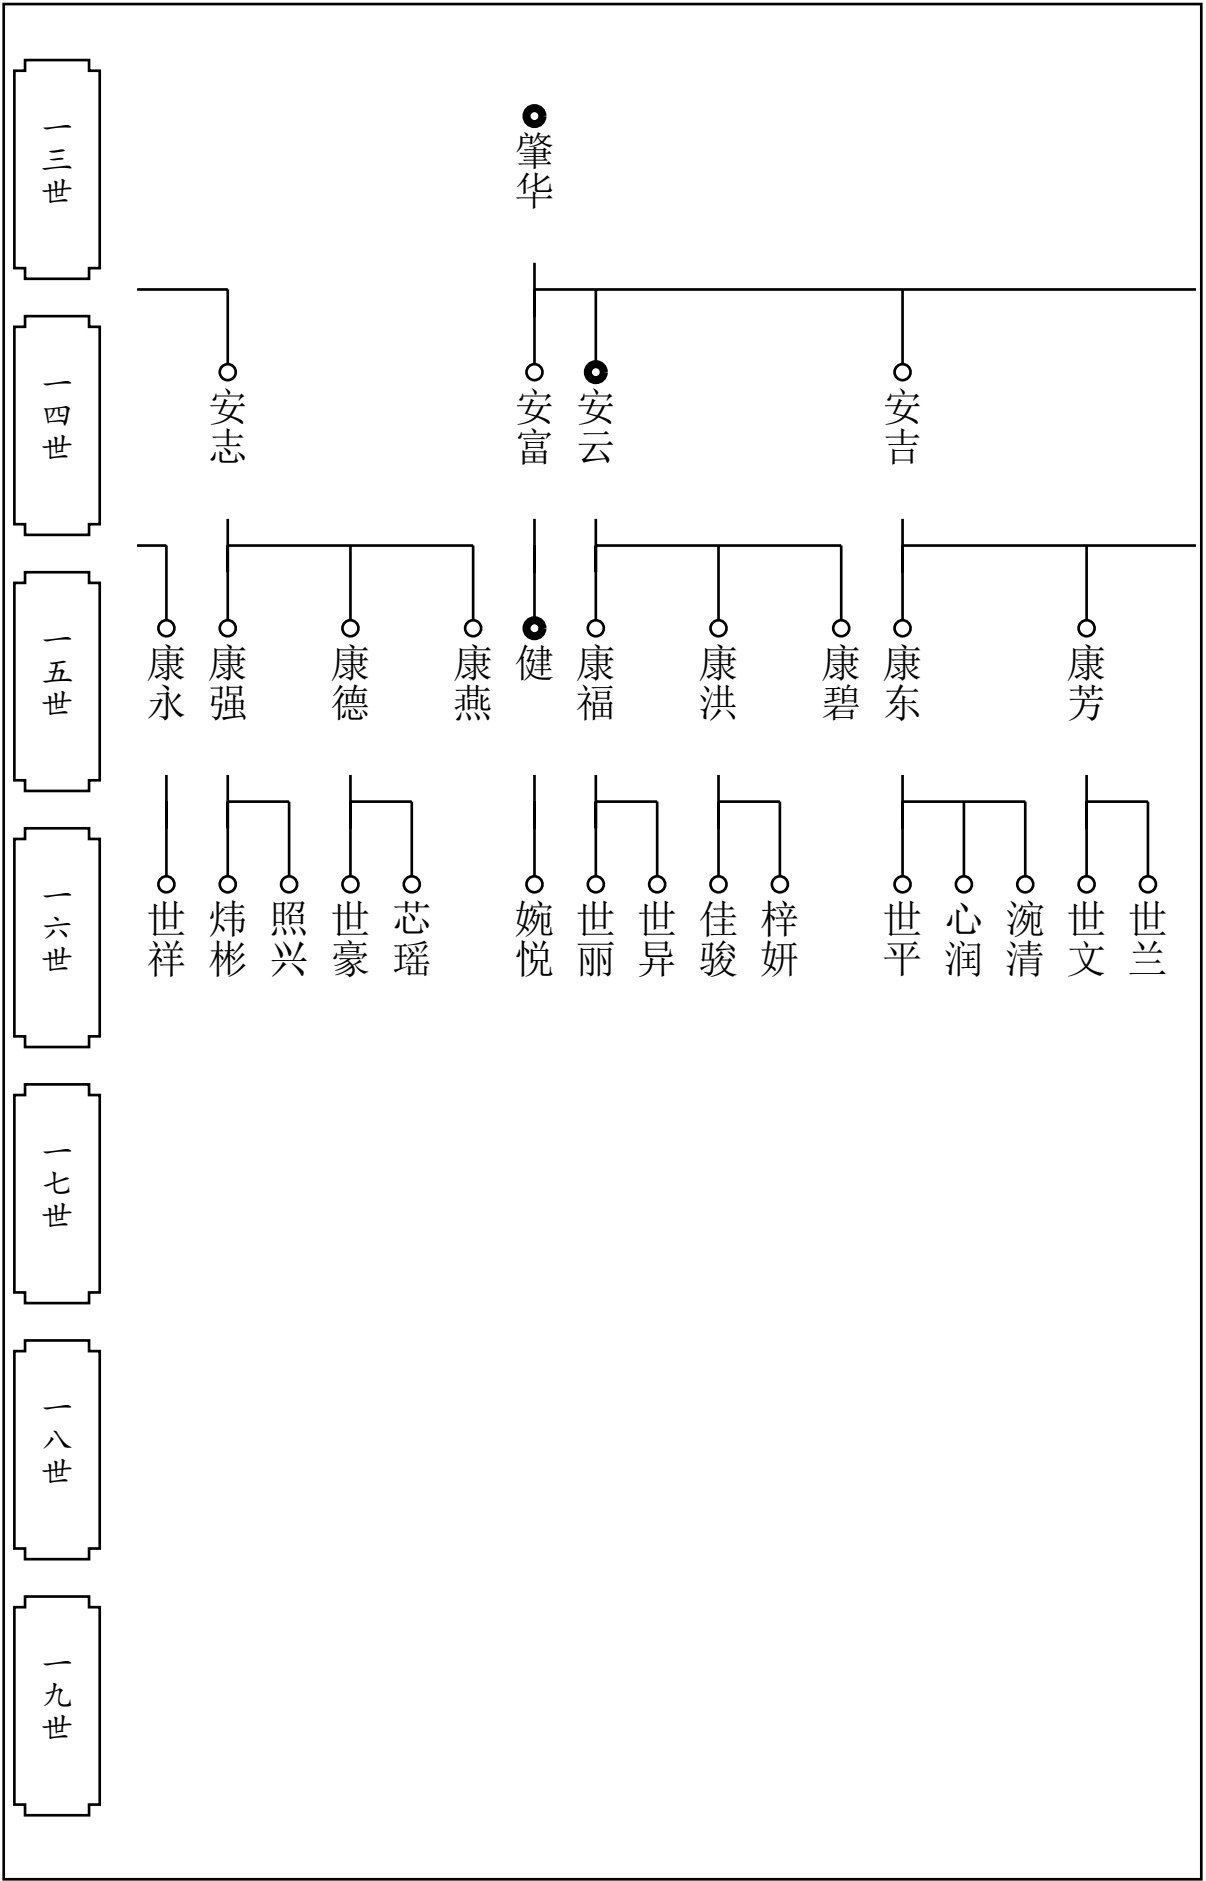 一三世
肇华
一四世
安志
安富
安云
安吉
一五世
康永
康强
康德
康燕
健
康福
康洪
康碧
康东
康芳
一六世
世祥
炜彬
照兴
世豪
芯瑶
婉悦
世丽
世异
佳骏
梓妍
世平
心润
涴清
世文
世兰
一七世
一八世
一九世